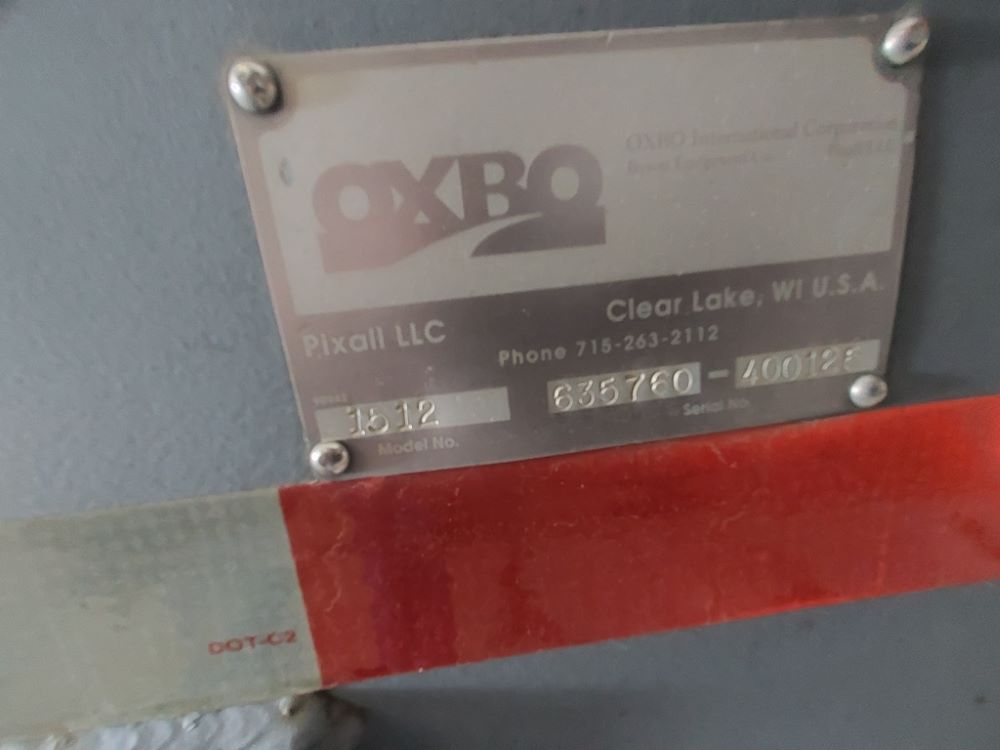 OXBO
OXBO International Corporation
Pixall LLC
Clear Lake, WI U.S.A.
Phone 715-263-2112
1512
635760 -
Model No.
Serial No.
DOT-C2